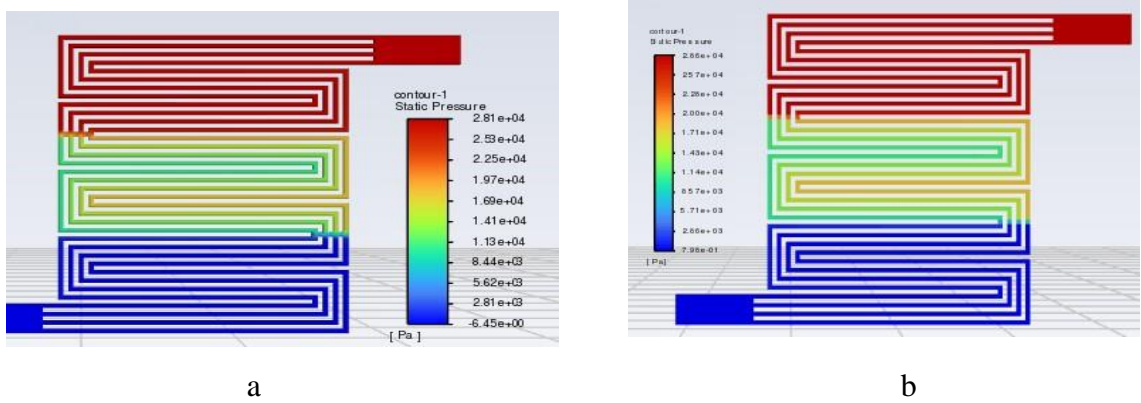 contour-1
Static Pressure
2.81e+04
2.53e+04
2.25e+04
1.97e+04
1.69e+04
1.41e+04
1.13e+04
8.44e+03
5.62e+03
2.81e+03
-6.45e+00
[ Pa ]
a
contour-1
Static Pressure
2.86e+04
2.57e+04
2.28e+04
2.00e+04
1.71e+04
1.43e+04
1.14e+04
8.57e+03
5.71e+03
2.86e+03
7.96e-01
[ Pa ]
b